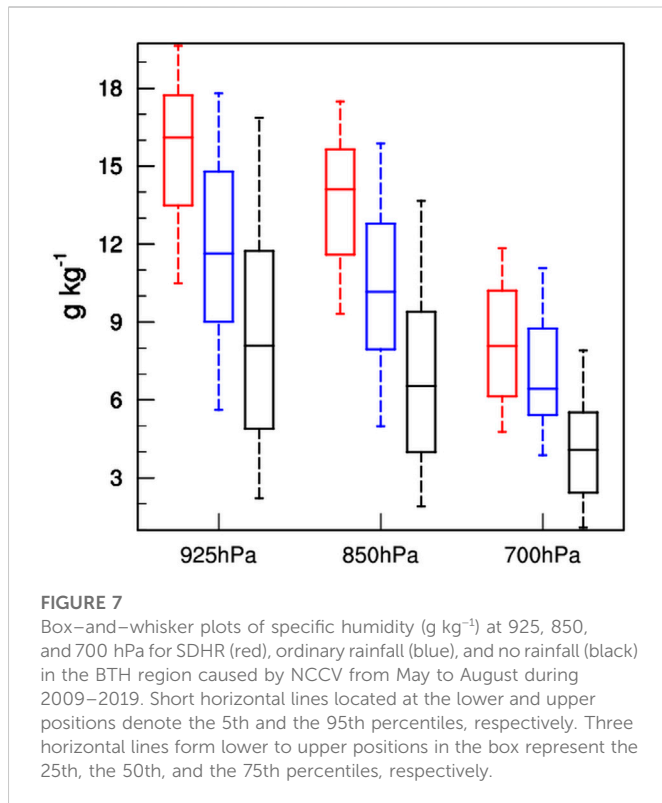 18
15
12
9
6
3
g kg⁻¹
925hPa 850hPa 700hPa
FIGURE 7
Box–and–whisker plots of specific humidity (g kg⁻¹) at 925, 850,
and 700 hPa for SDHR (red), ordinary rainfall (blue), and no rainfall (black)
in the BTH region caused by NCCV from May to August during
2009–2019. Short horizontal lines located at the lower and upper
positions denote the 5th and the 95th percentiles, respectively. Three
horizontal lines form lower to upper positions in the box represent the
25th, the 50th, and the 75th percentiles, respectively.